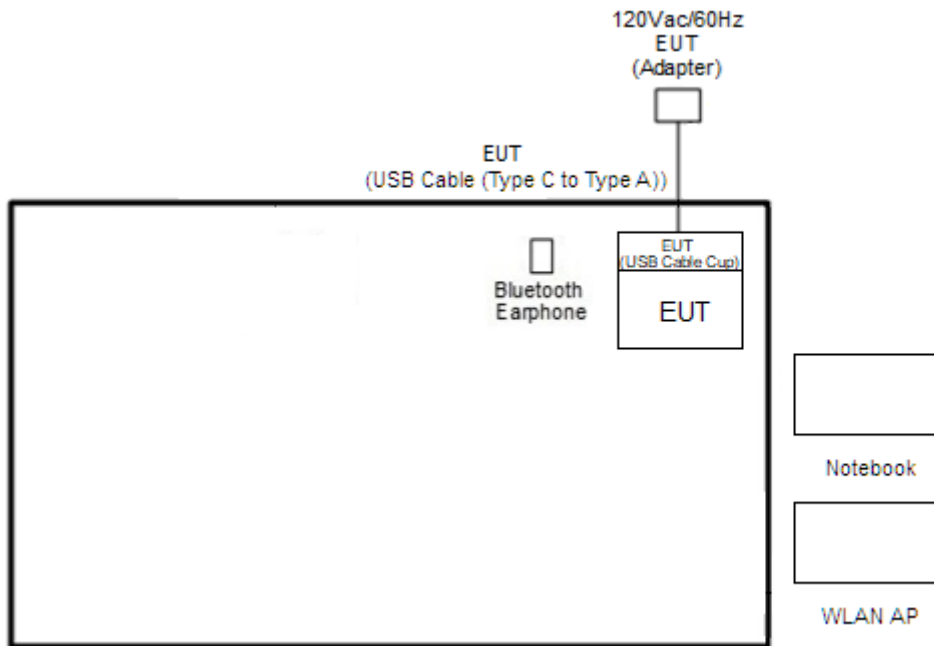 120Vac/60Hz
EUT
(Adapter)
EUT
(USB Cable (Type C to Type A))
EUT
(USB Cable Cup)
EUT
Bluetooth
Earphone
Notebook
WLAN AP